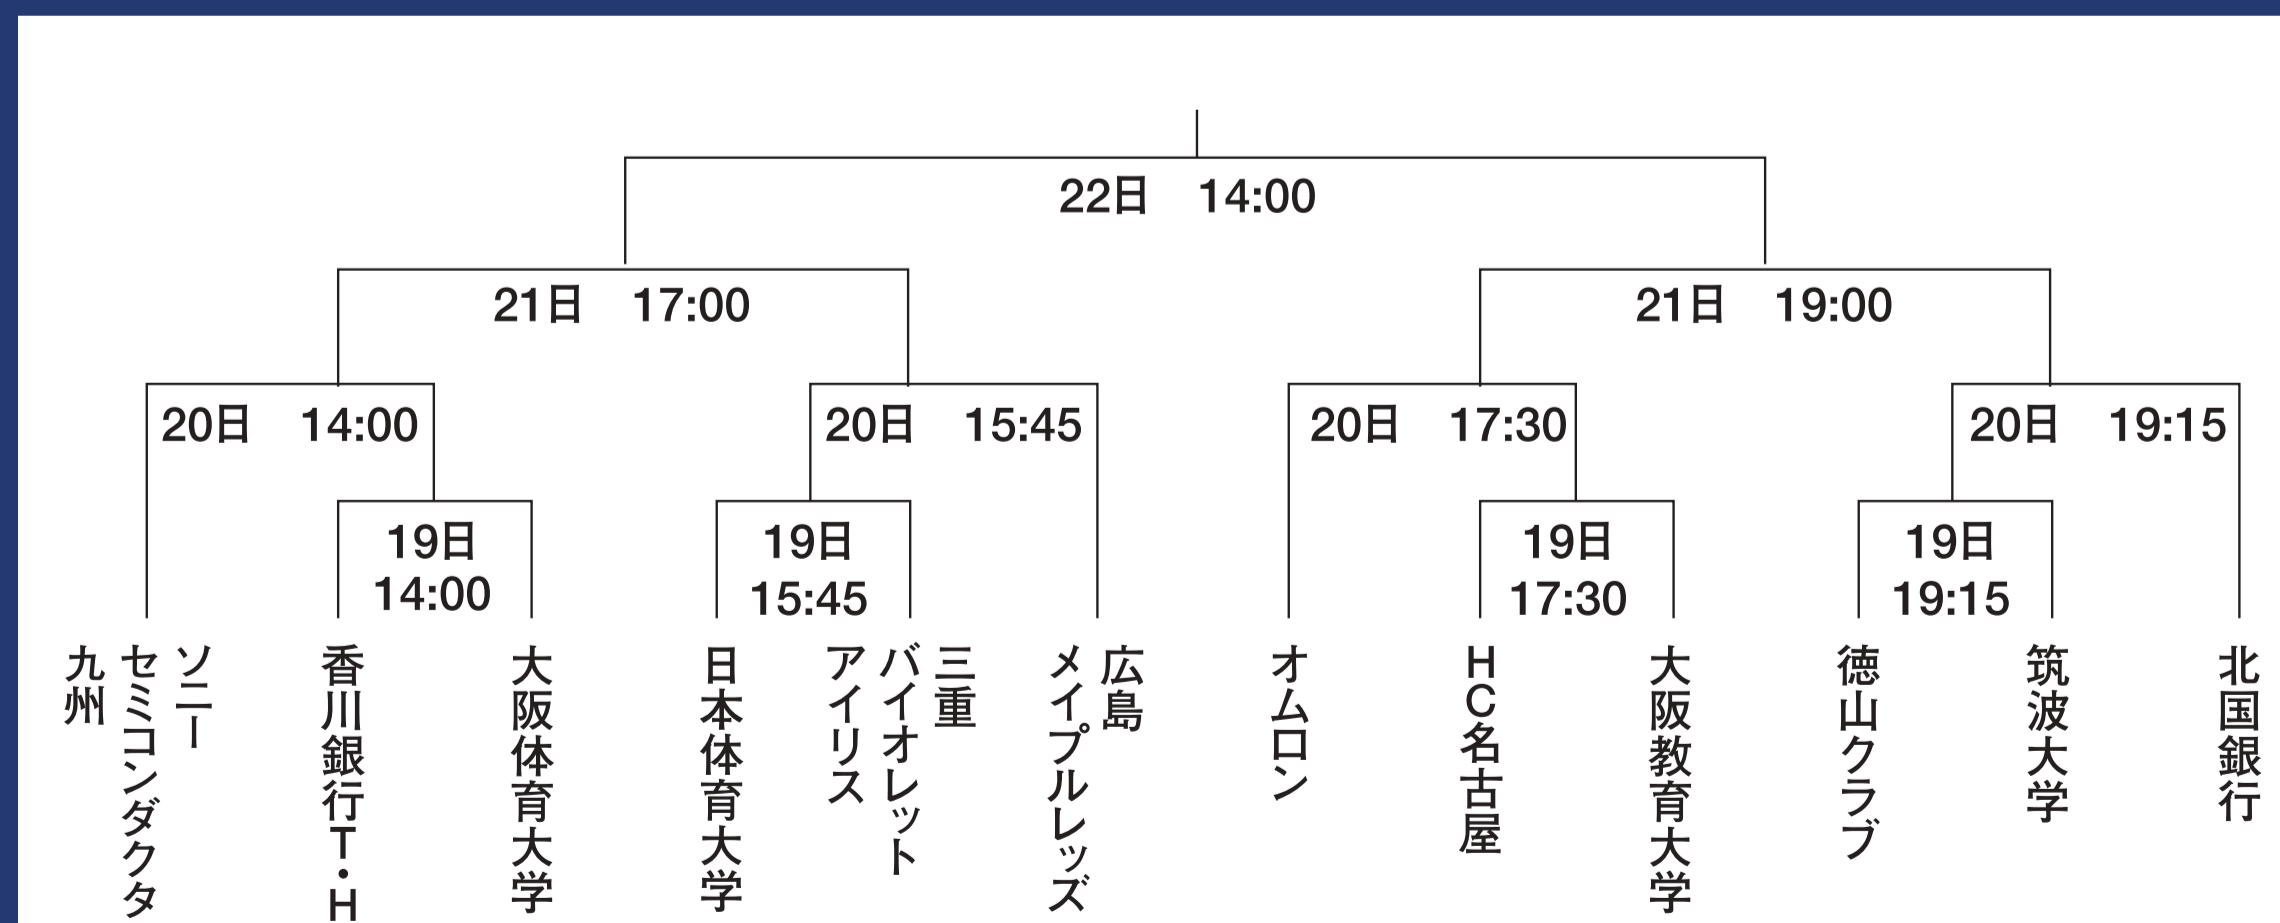 22日　14:00
21日　17:00
21日　19:00
20日　14:00
20日　15:45
20日　17:30
20日　19:15
19日
14:00
19日
15:45
19日
17:30
19日
19:15
ソニー
セミコンダクタ
九州
香川銀行T・H
大阪体育大学
日本体育大学
三重
バイオレット
アイリス
広島
メイプルレッズ
オムロン
HC名古屋
大阪教育大学
徳山クラブ
筑波大学
北国銀行